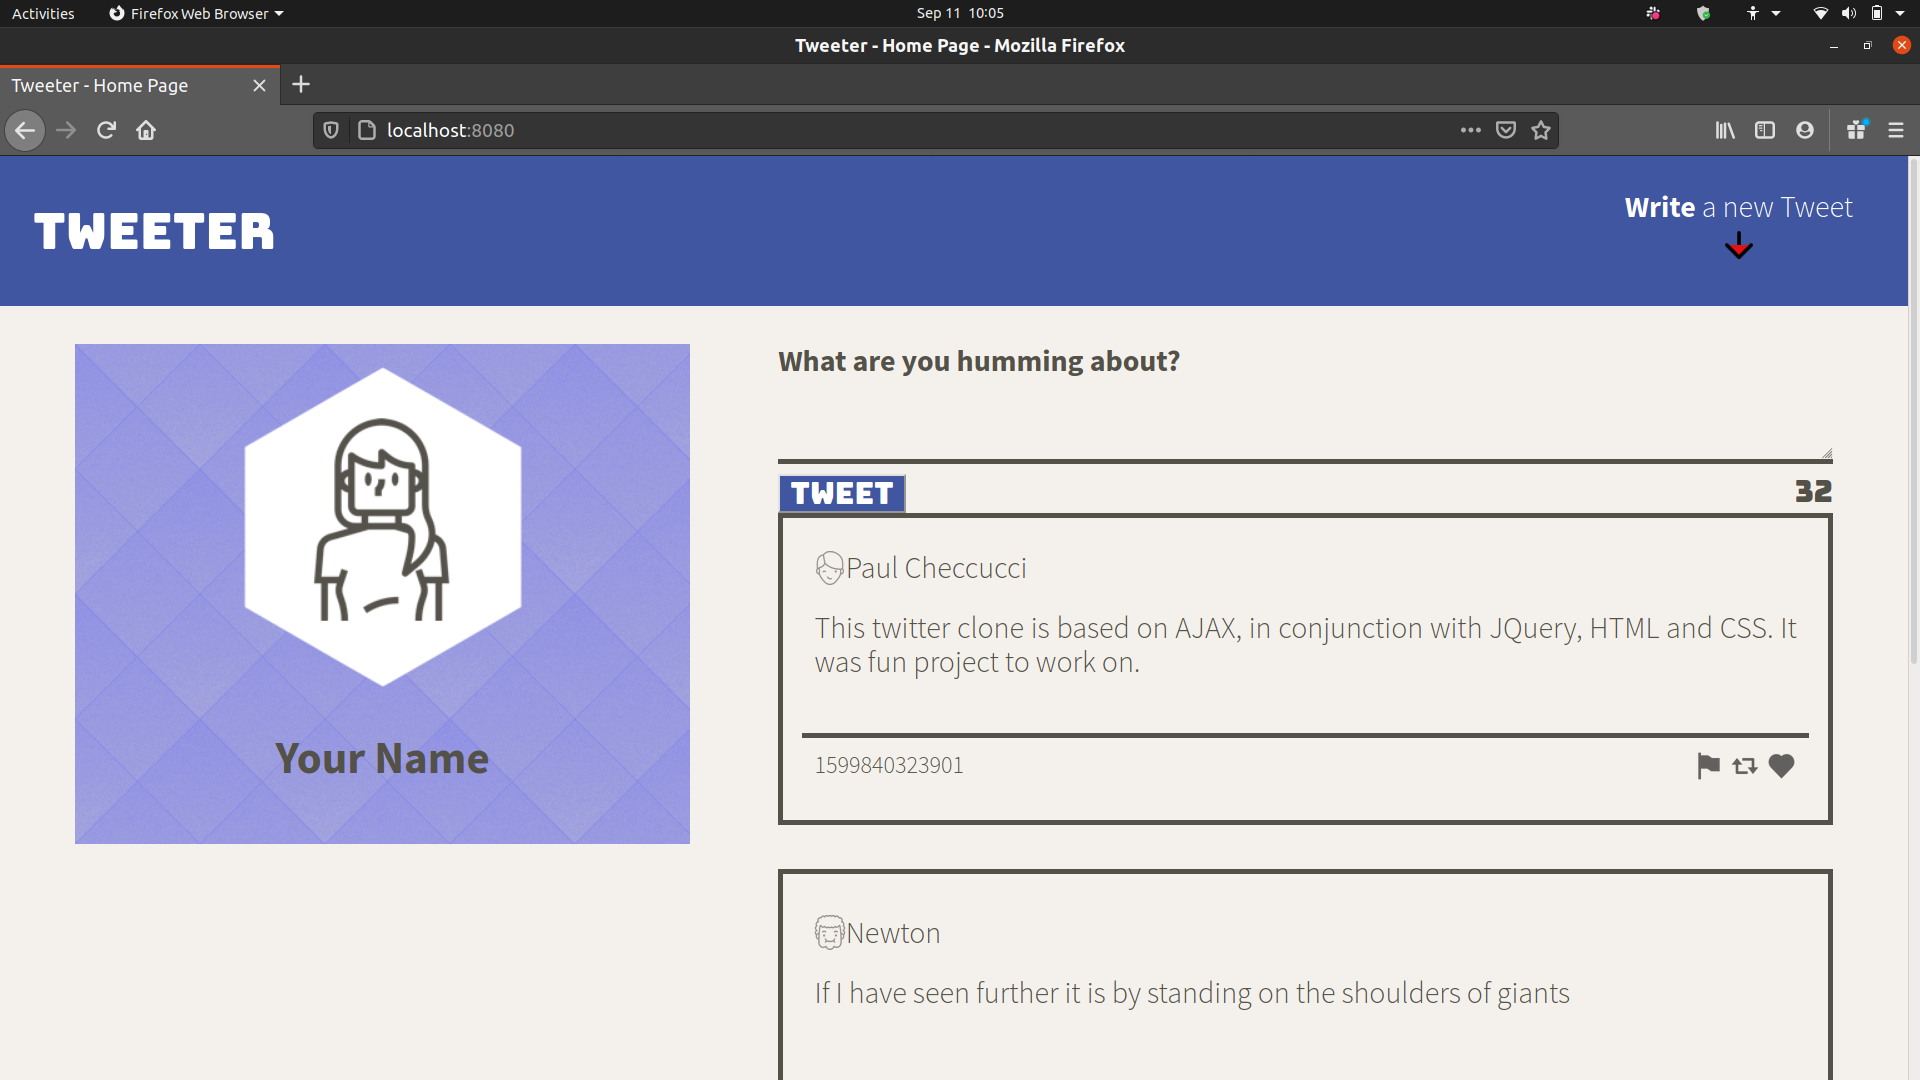 Activities
Firefox Web Browser
Sep 11 10:05
Tweeter - Home Page - Mozilla Firefox
Tweeter - Home Page
localhost:8080
TWEETER
Write a new Tweet
What are you humming about?
TWEET
32
Your Name
Paul Checcucci
This twitter clone is based on AJAX, in conjunction with JQuery, HTML and CSS. It
was fun project to work on.
1599840323901
Newton
If I have seen further it is by standing on the shoulders of giants